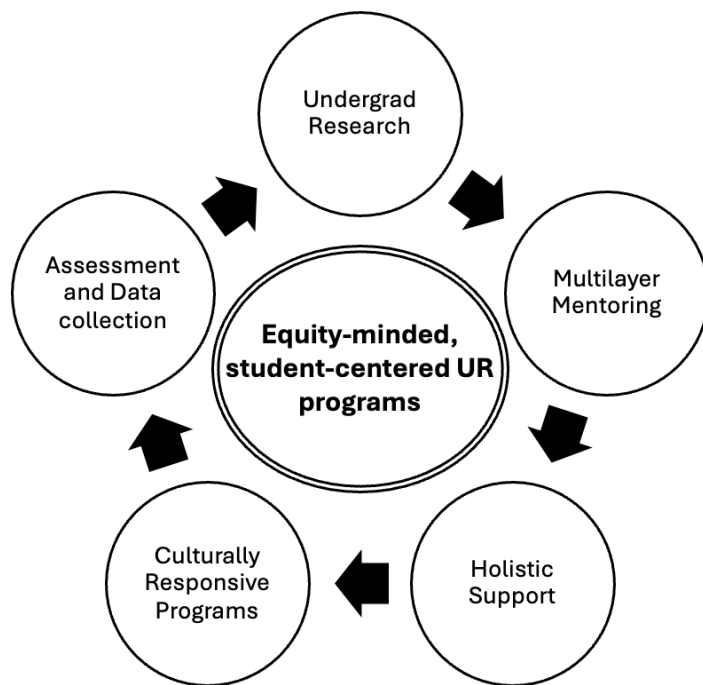 Undergrad
Research
Multilayer
Mentoring
Holistic
Support
Culturally
Responsive
Programs
Assessment
and Data
collection
Equity-minded,
student-centered UR
programs